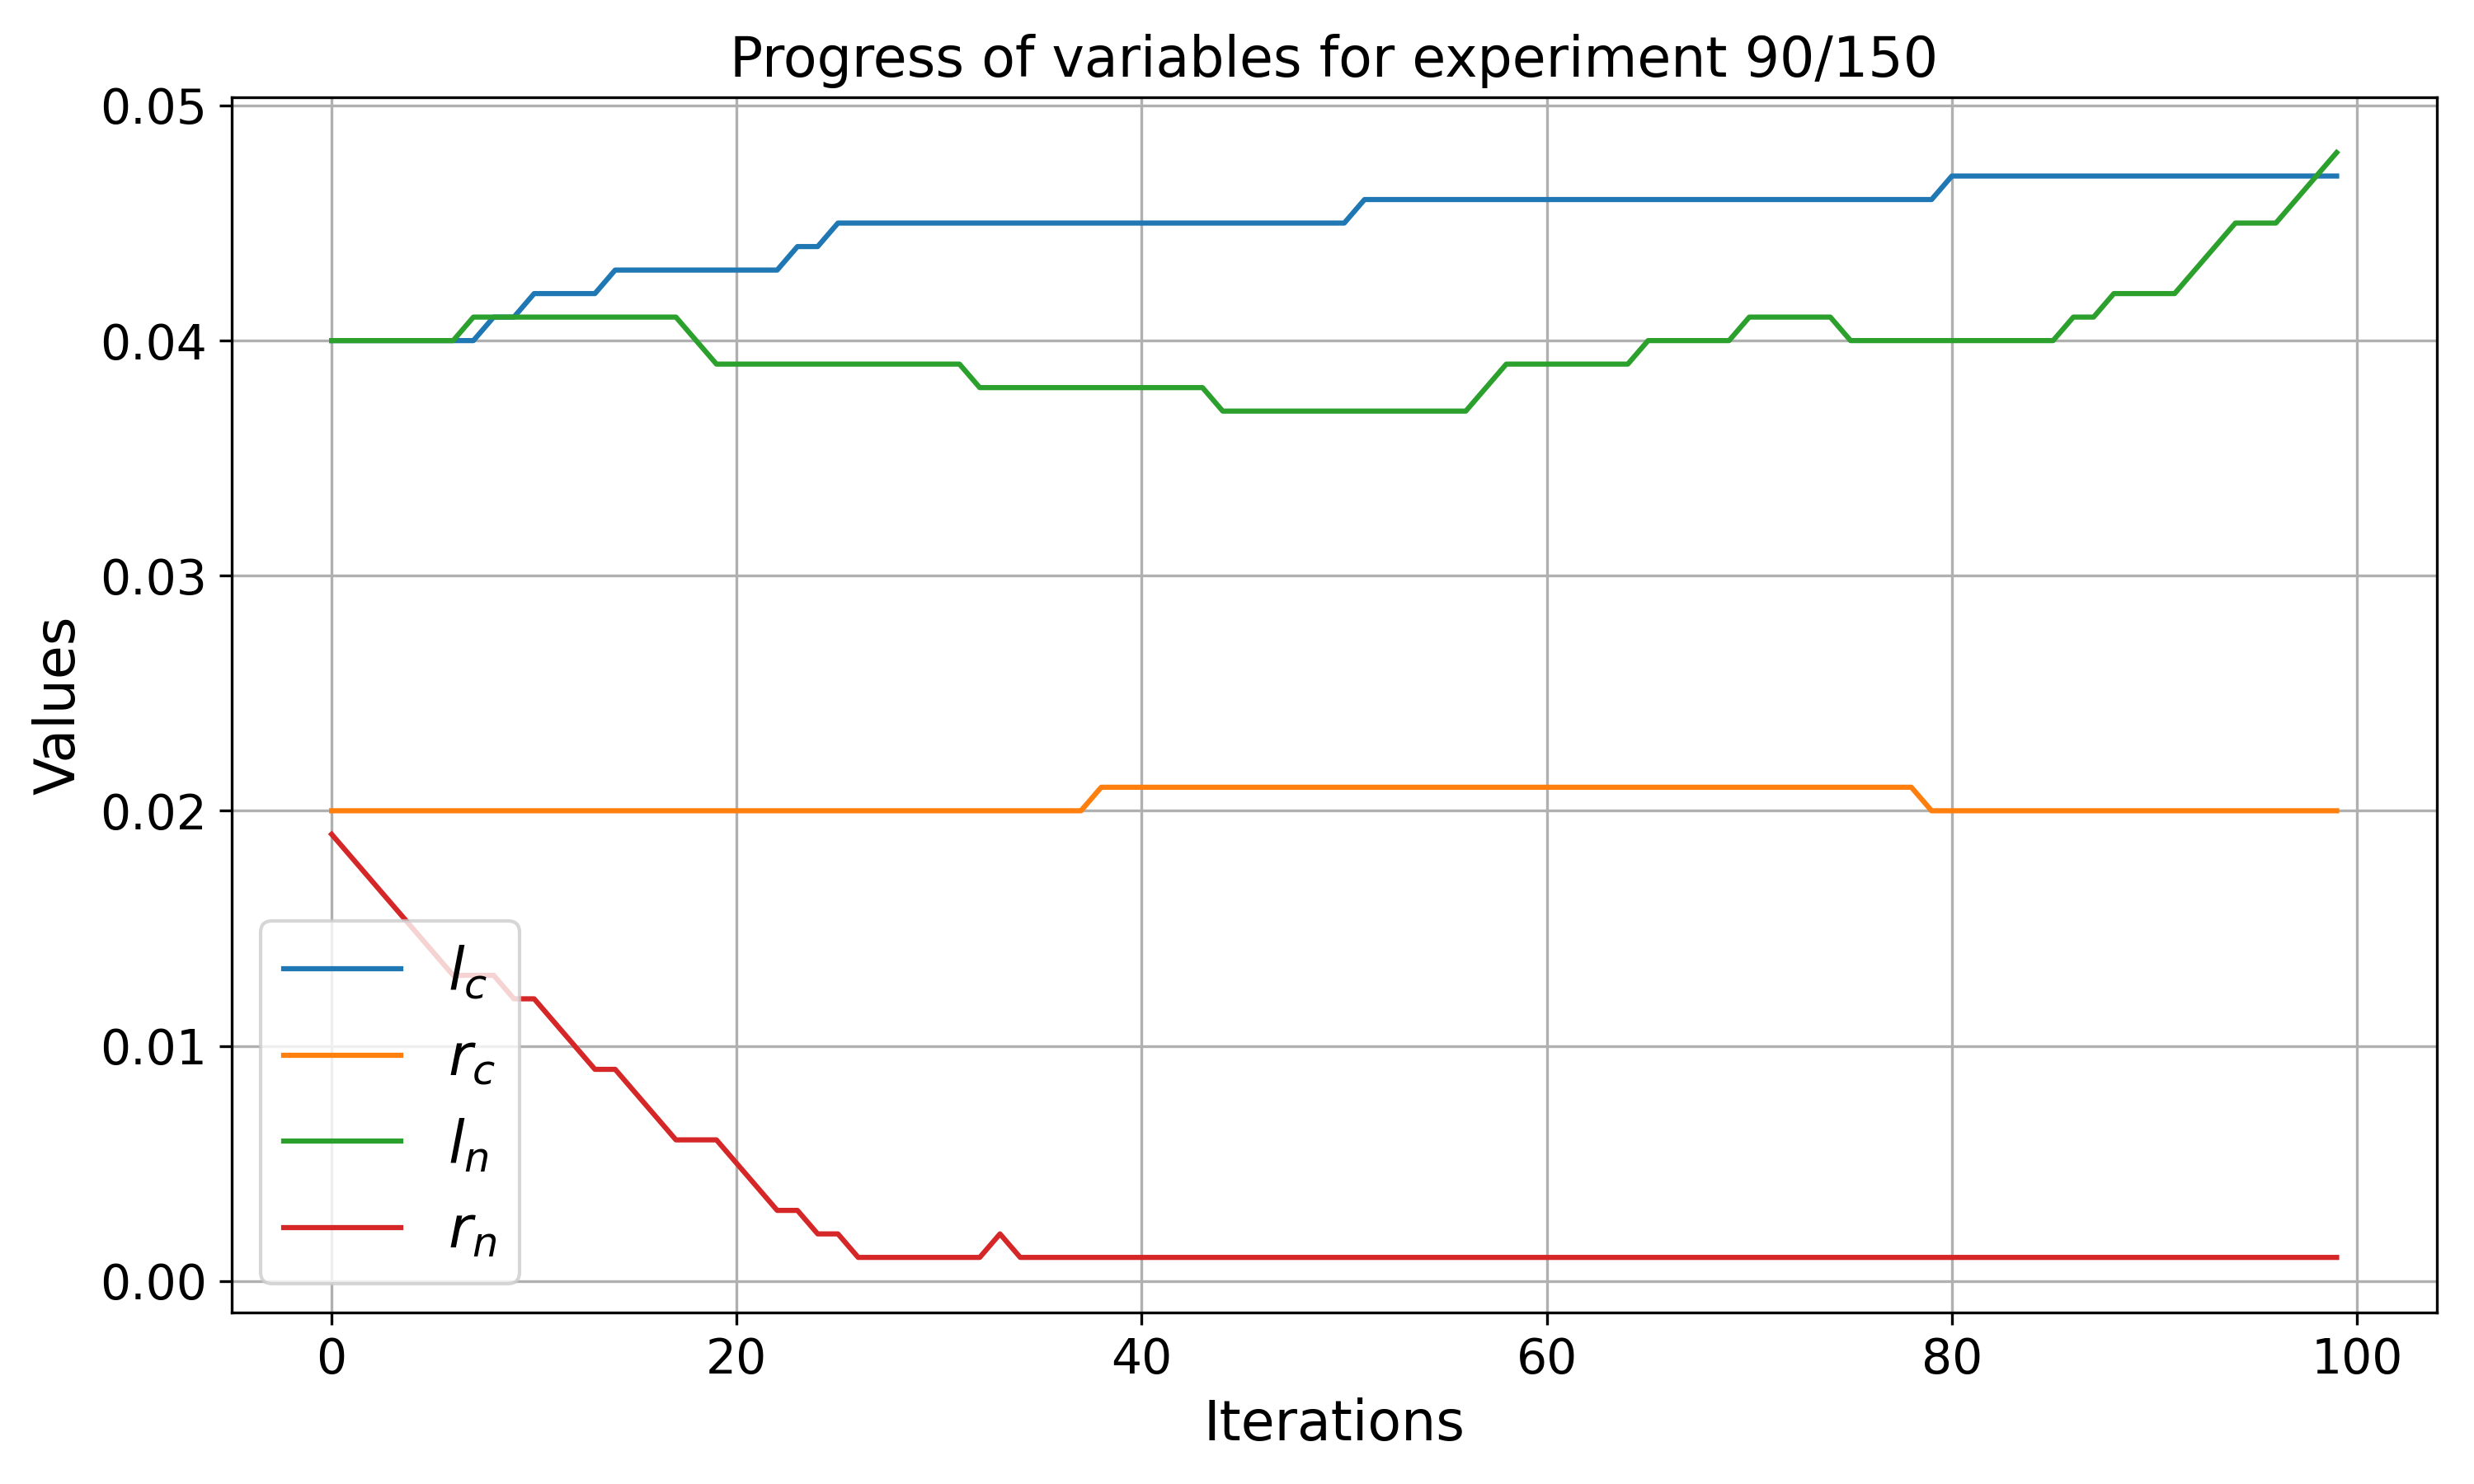 Progress of variables for experiment 90/150
0.05
0.04
0.03
0.02
0.01
0.00
Values
l_c
r_c
l_n
r_n
0 20 40 60 80 100
Iterations